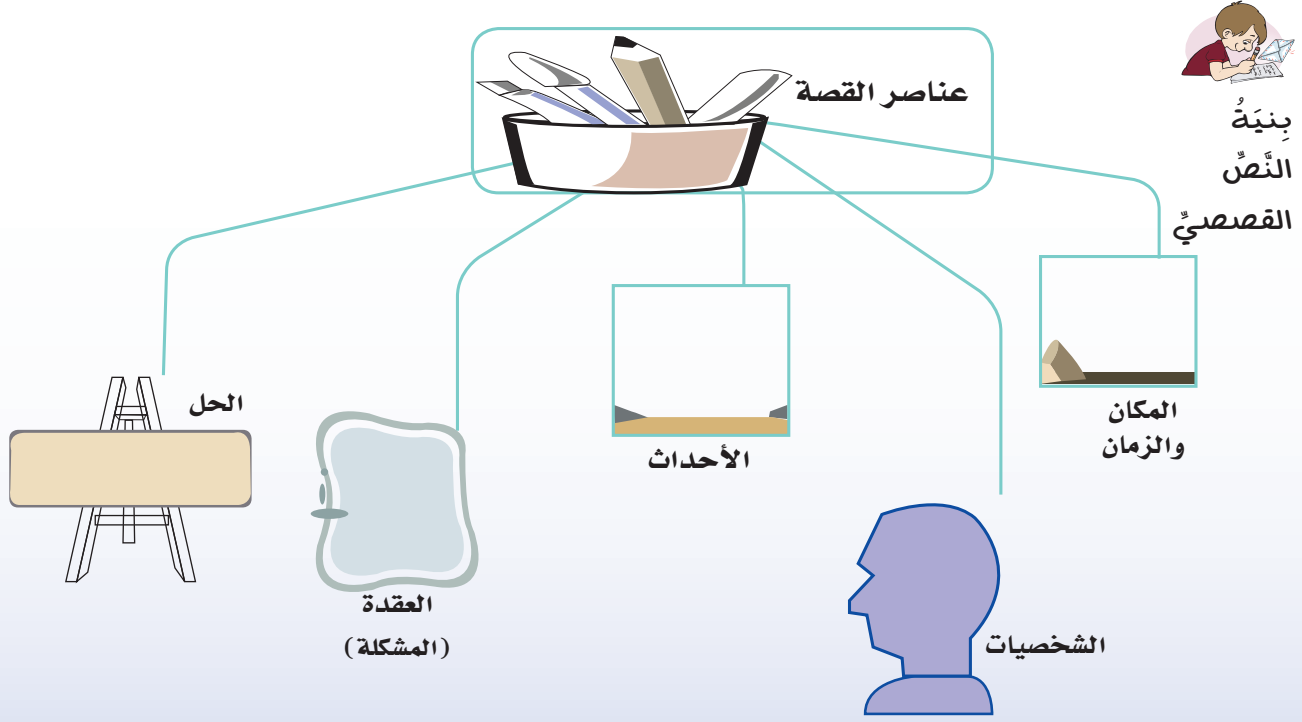 بِنيَةُ
النَّصِّ
القصصيِّ
عناصر القصة
المكان
والزمان
الشخصيات
الأحداث
العقدة
(المشكلة)
الحل